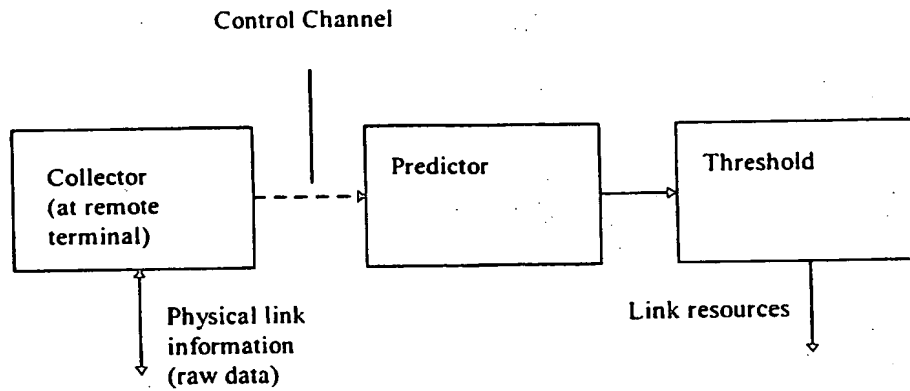 Control Channel
Collector
(at remote
terminal)
Predictor
Threshold
Physical link
information
(raw data)
Link resources